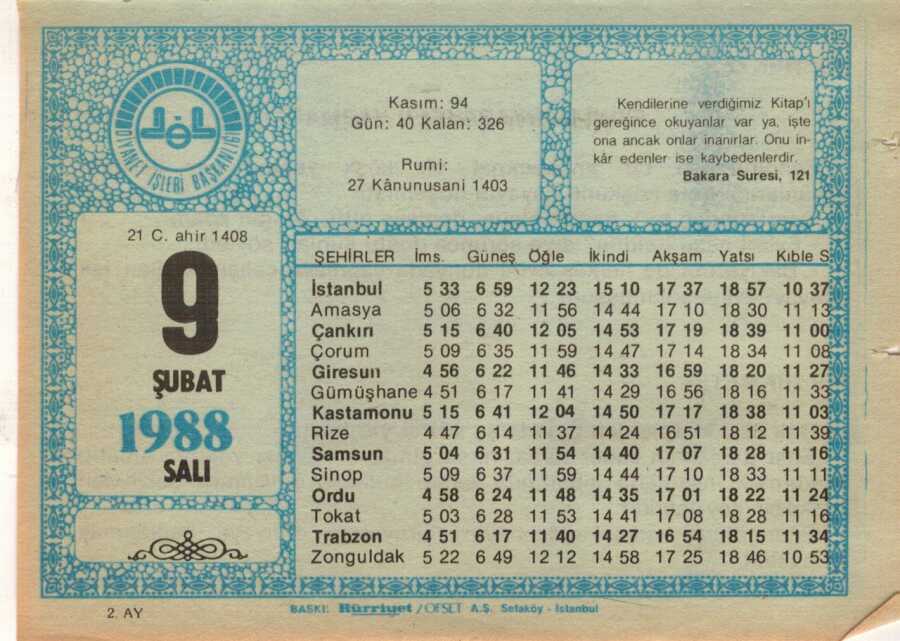 DİYANET İŞLERİ BAŞKANLIĞI
Kasım: 94
Gün: 40 Kalan: 326
Rumi:
27 Kânunusani 1403
Kendilerine verdiğimiz Kitap'ı
gereğince okuyanlar var ya, işte
ona ancak onlar inanırlar. Onu in-
kâr edenler ise kaybedenlerdir.
Bakara Suresi, 121
21 C. ahir 1408
9
ŞUBAT
1988
SALI
ŞEHİRLER İms. Güneş Öğle İkindi Akşam Yatsı Kıble S.
İstanbul 5 33 6 59 12 23 15 10 17 37 18 57 10 37
Amasya 5 06 6 32 11 56 14 44 17 10 18 30 11 13
Çankırı 5 15 6 40 12 05 14 53 17 19 18 39 11 00
Çorum 5 09 6 35 11 59 14 47 17 14 18 34 11 08
Giresun 4 56 6 22 11 46 14 33 16 59 18 20 11 27
Gümüşhane 4 51 6 17 11 41 14 29 16 56 18 16 11 33
Kastamonu 5 15 6 41 12 04 14 50 17 17 18 38 11 03
Rize 4 47 6 14 11 37 14 24 16 51 18 12 11 39
Samsun 5 04 6 31 11 54 14 40 17 07 18 28 11 16
Sinop 5 09 6 37 11 59 14 44 17 10 18 33 11 11
Ordu 4 58 6 24 11 48 14 35 17 01 18 22 11 24
Tokat 5 03 6 28 11 53 14 41 17 08 18 28 11 16
Trabzon 4 51 6 17 11 40 14 27 16 54 18 15 11 34
Zonguldak 5 22 6 49 12 12 14 58 17 25 18 46 10 53
2. AY
BASKI: Hürriyet / OFSET A.Ş. Sefaköy - İstanbul